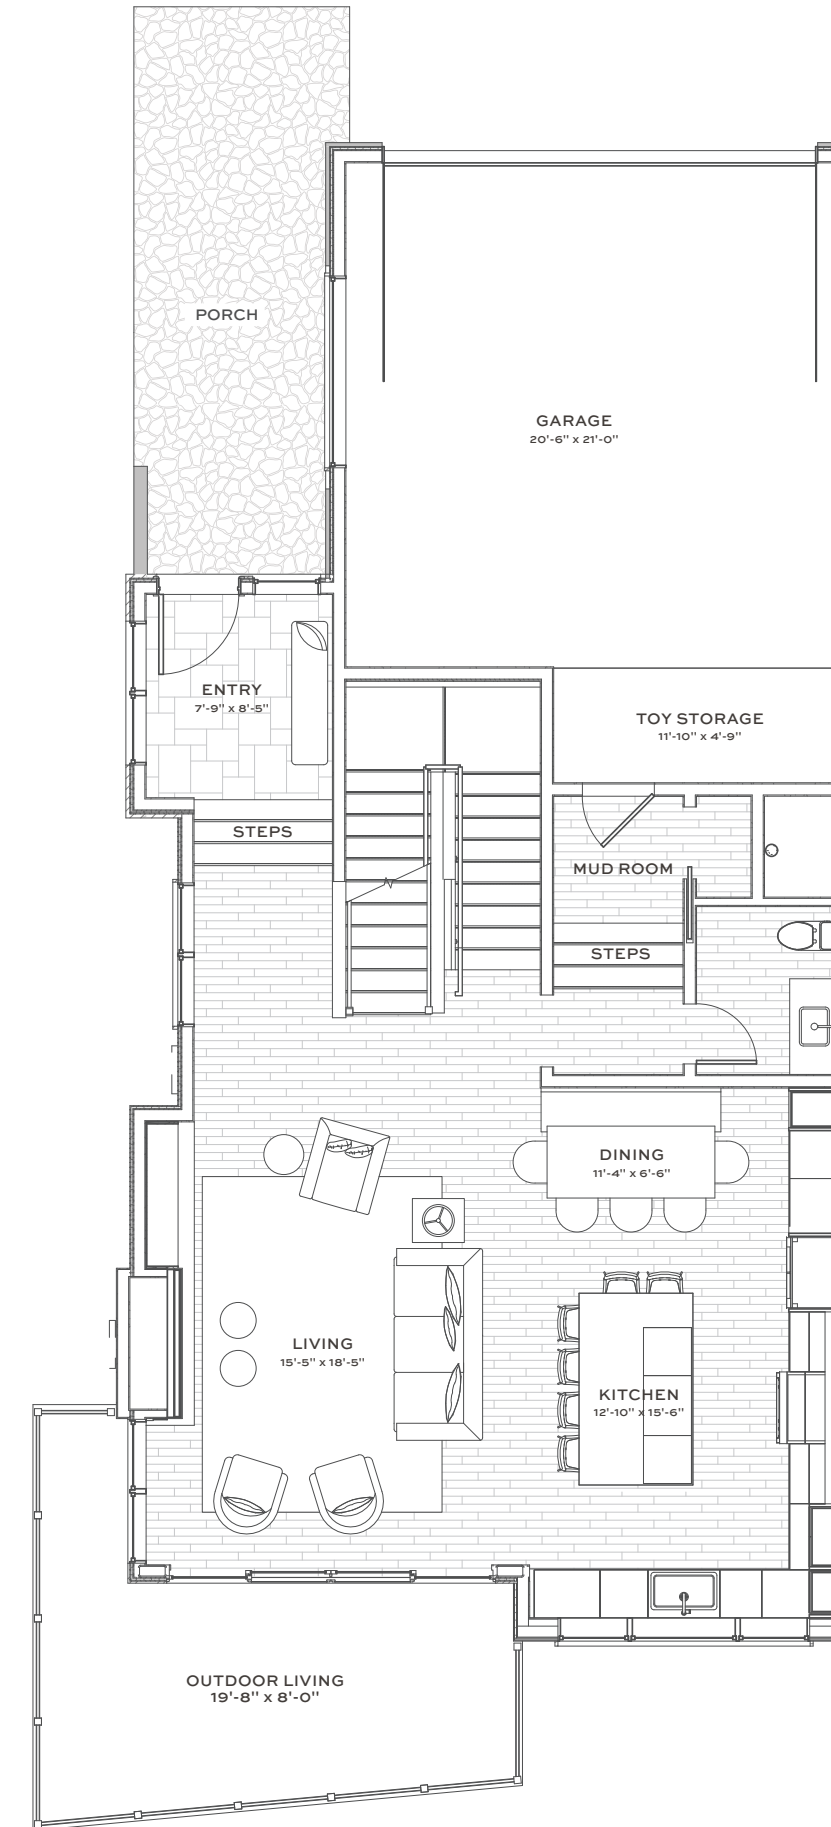 PORCH
GARAGE
20'-6" x 21'-0"
ENTRY
7'-9" x 8'-5"
TOY STORAGE
11'-10" x 4'-9"
STEPS
MUD ROOM
STEPS
DINING
11'-4" x 6'-6"
LIVING
15'-5" x 18'-5"
KITCHEN
12'-10" x 15'-6"
OUTDOOR LIVING
19'-8" x 8'-0"